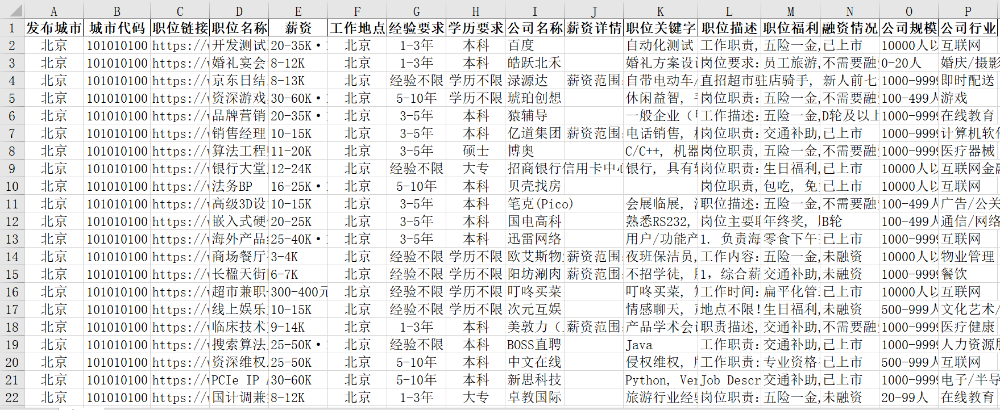 A B C D E F G H I J K L M N O P
1 发布城市 城市代码 职位链接 职位名称 薪资 工作地点 经验要求 学历要求 公司名称 薪资详情 职位关键字 职位描述 职位福利 融资情况 公司规模 公司行业
2 北京 101010100 https:// 开发测试 20-35K· 北京 1-3年 本科 百度 自动化测试 工作职责, 五险一金, 已上市 10000人以 互联网
3 北京 101010100 https:// 婚礼宴会 8-12K 北京 1-3年 本科 皓跃北禾 婚礼方案设计 岗位要求: 员工旅游, 不需要融资 0-20人 婚庆/摄影
4 北京 101010100 https:// 京东日结 8-13K 北京 经验不限 学历不限 渌源达 薪资范围: 自带电动车/ 直招超市驻店骑手, 新人前七 1000-9999 即时配送
5 北京 101010100 https:// 资深游戏 30-60K· 北京 5-10年 学历不限 琥珀创想 休闲益智, 岗位职责: 五险一金, 不需要融资 100-499人 游戏
6 北京 101010100 https:// 品牌营销 20-35K· 北京 3-5年 本科 猿辅导 一般企业( 工作描述: 五险一金, D轮及以上 1000-9999 在线教育
7 北京 101010100 https:// 销售经理 10-15K 北京 3-5年 本科 亿道集团 薪资范围: 电话销售, 岗位职责: 交通补助, 已上市 1000-9999 计算机软件
8 北京 101010100 https:// 算法工程师 11-20K 北京 3-5年 硕士 博奥 C/C++, 机器 岗位职责, 五险一金, 不需要融资 1000-9999 医疗器械
9 北京 101010100 https:// 银行大堂 12-24K 北京 经验不限 大专 招商银行信用卡中心 银行, 具有 岗位职责: 生日福利, 已上市 10000人以 互联网金融
10 北京 101010100 https:// 法务BP 16-25K· 北京 5-10年 本科 贝壳找房 岗位职责, 包吃, 免 已上市 10000人以 互联网
11 北京 101010100 https:// 高级3D设 10-15K 北京 3-5年 本科 笔克(Pico) 会展临展, 职位描述: 五险一金, 不需要融资 100-499人 广告/公关
12 北京 101010100 https:// 嵌入式硬 20-25K 北京 3-5年 本科 国电高科 熟悉RS232, 岗位主要职 年终奖, B轮 100-499人 通信/网络
13 北京 101010100 https:// 海外产品 25-40K· 北京 3-5年 本科 迅雷网络 用户/功能产 1. 负责海 零食下午 已上市 1000-9999 互联网
14 北京 101010100 https:// 商场餐厅 3-4K 北京 经验不限 学历不限 欧艾斯物 薪资范围: 夜班保洁员, 工作内容: 五险一金, 未融资 10000人以 物业管理
15 北京 101010100 https:// 长楹天街 6-7K 北京 经验不限 学历不限 阳坊涮肉 薪资范围: 不招学徒, 1, 综合薪 交通补助, 未融资 1000-9999 餐饮
16 北京 101010100 https:// 超市兼职 300-400元 北京 经验不限 学历不限 叮咚买菜 叮咚买菜, 工作时间: 扁平化管 已上市 10000人以 互联网
17 北京 101010100 https:// 线上娱乐 10-15K 北京 经验不限 学历不限 次元互娱 情感聊天, 地点不限! 生日福利, 未融资 500-999人 文化艺术/
18 北京 101010100 https:// 临床技术 9-14K 北京 1-3年 本科 美敦力( 薪资范围: 产品学术会议 职责描述, 交通补助, 不需要融资 1000-9999 医疗健康
19 北京 101010100 https:// 搜索算法 25-50K· 北京 经验不限 本科 BOSS直聘 Java 工作职责: 交通补助, 已上市 1000-9999 人力资源服
20 北京 101010100 https:// 资深维权 25-50K 北京 5-10年 本科 中文在线 侵权维权, 工作职责: 专业资格 已上市 500-999人 互联网
21 北京 101010100 https:// PCIe IP 30-60K 北京 5-10年 本科 新思科技 Python, Ver Job Descr 交通补助, 已上市 1000-9999 电子/半导
22 北京 101010100 https:// 国计调兼 8-12K 北京 1-3年 大专 卓教国际 旅游行业经验 岗位职责: 五险一金, 未融资 20-99人 在线教育